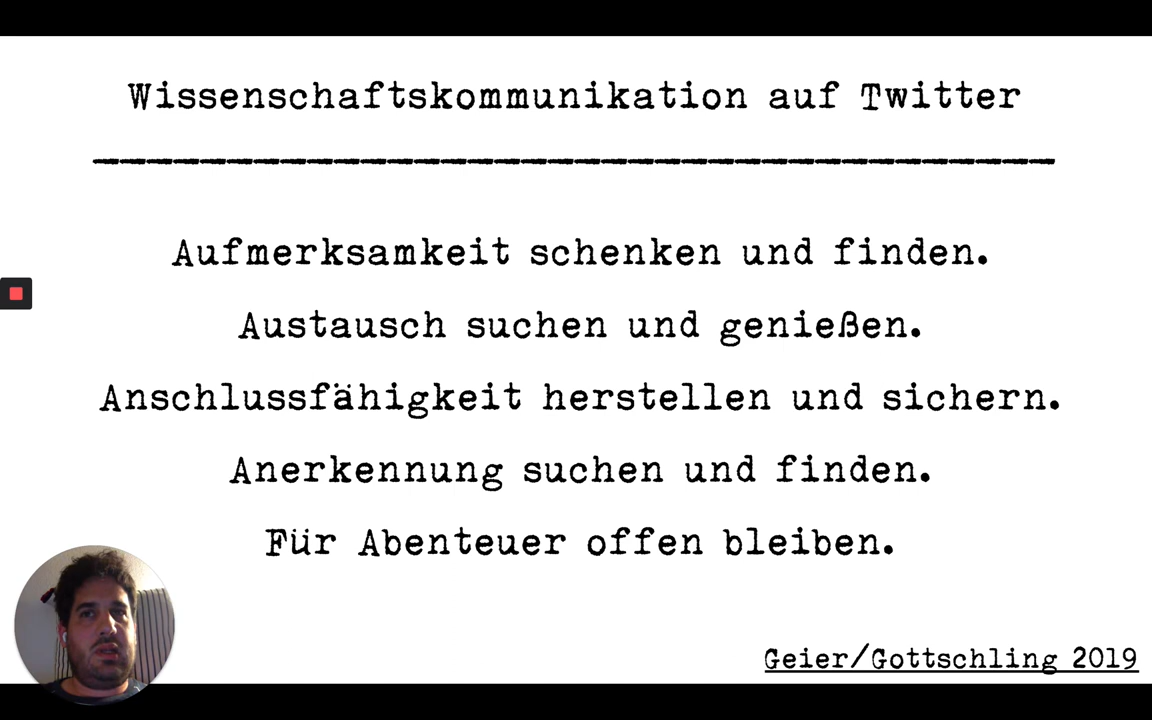 Wissenschaftskommunikation auf Twitter
Aufmerksamkeit schenken und finden.
Austausch suchen und genießen.
Anschlussfähigkeit herstellen und sichern.
Anerkennung suchen und finden.
Für Abenteuer offen bleiben.
Geier/Gottschling 2019